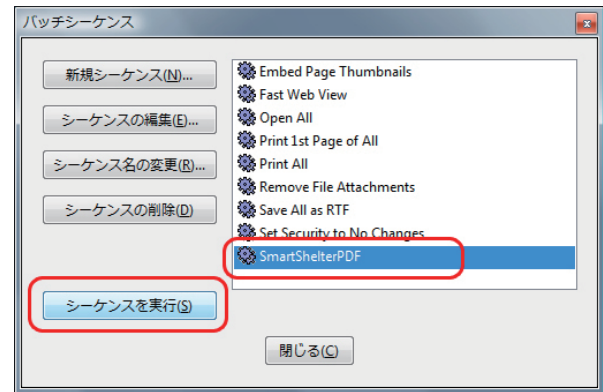 バッチシーケンス
新規シーケンス(N)...
シーケンスの編集(E)...
シーケンス名の変更(R)...
シーケンスの削除(D)
シーケンスを実行(S)
Embed Page Thumbnails
Fast Web View
Open All
Print 1st Page of All
Print All
Remove File Attachments
Save All as RTF
Set Security to No Changes
SmartShelterPDF
閉じる(C)